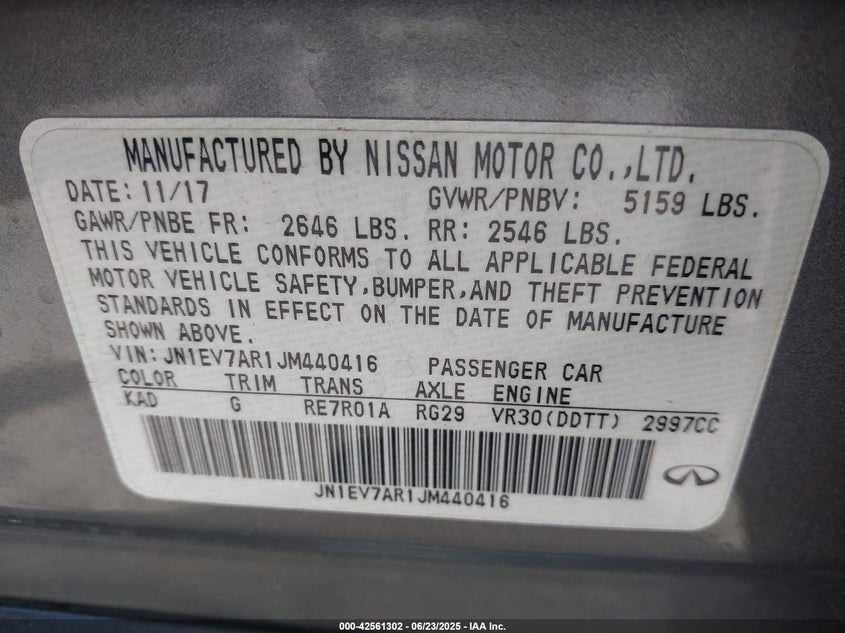 MANUFACTURED BY NISSAN MOTOR CO.,LTD.
DATE: 11/17 GVWR/PNBV: 5159 LBS.
GAWR/PNBE FR: 2646 LBS. RR: 2546 LBS.
THIS VEHICLE CONFORMS TO ALL APPLICABLE FEDERAL
MOTOR VEHICLE SAFETY,BUMPER,AND THEFT PREVENTION
STANDARDS IN EFFECT ON THE DATE OF MANUFACTURE
SHOWN ABOVE.
VIN:JN1EV7AR1JM440416 PASSENGER CAR
COLOR TRIM TRANS AXLE ENGINE
KAD G RE7R01A RG29 VR30(DDTT) 2997CC
JN1EV7AR1JM440416
000-42561302 - 06/23/2025 - IAA Inc.